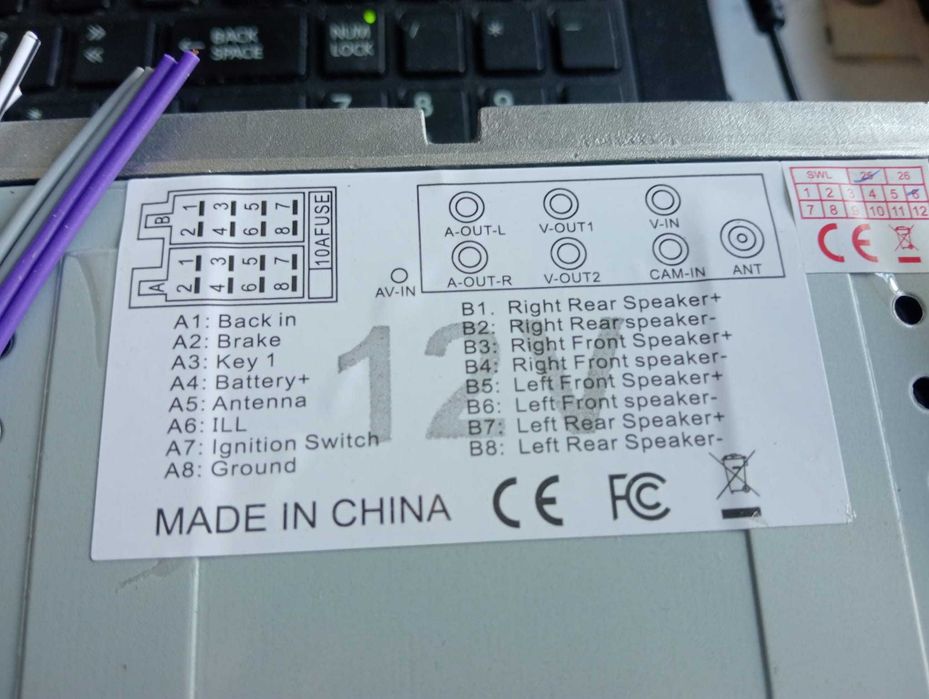 BACK
SPACE
NUM
LOCK
/
*
-
7
8
9
B
1 3 5 7
2 4 6 8
A
1 3 5 7
2 4 6 8
10AFUSE
AV-IN
A-OUT-L
V-OUT1
V-IN
A-OUT-R
V-OUT2
CAM-IN
ANT
A1: Back in
A2: Brake
A3: Key 1
A4: Battery+
A5: Antenna
A6: ILL
A7: Ignition Switch
A8: Ground
B1. Right Rear Speaker+
B2: Right Rear speaker-
B3: Right Front Speaker+
B4: Right Front speaker-
B5: Left Front Speaker+
B6: Left Front speaker-
B7: Left Rear Speaker+
B8: Left Rear Speaker-
12V
MADE IN CHINA
CE
FC
SWL 25 26
1 2 3 4 5 6
7 8 9 10 11 12
CE